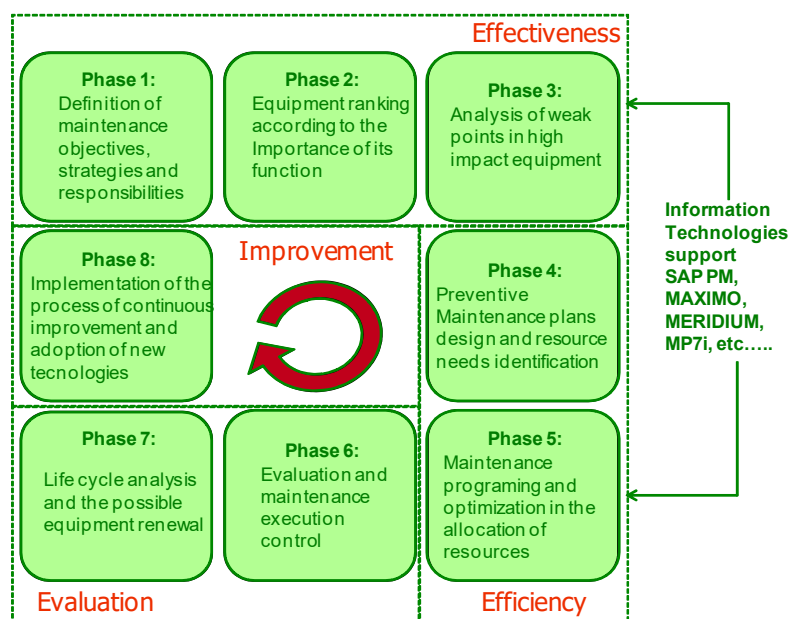 Effectiveness
Phase 1:
Definition of
maintenance
objectives,
strategies and
responsibilities
Phase 2:
Equipment ranking
according to the
Importance of its
function
Phase 3:
Analysis of weak
points in high
impact equipment
Information
Technologies
support
SAP PM,
MAXIMO,
MERIDIUM,
MP7i, etc…..
Phase 8:
Implementation of the
process of continuous
improvement and
adoption of new
tecnologies
Improvement
Phase 4:
Preventive
Maintenance plans
design and resource
needs identification
Phase 7:
Life cycle analysis
and the possible
equipment renewal
Phase 6:
Evaluation and
maintenance
execution
control
Phase 5:
Maintenance
programing and
optimization in the
allocation of
resources
Evaluation
Efficiency